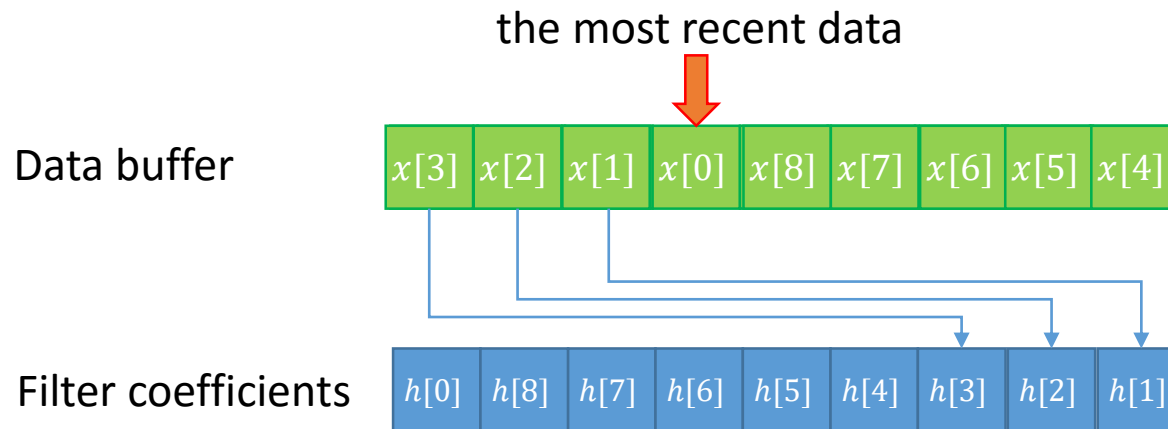 the most recent data
Data buffer
x[3] x[2] x[1] x[0] x[8] x[7] x[6] x[5] x[4]
Filter coefficients
h[0] h[8] h[7] h[6] h[5] h[4] h[3] h[2] h[1]